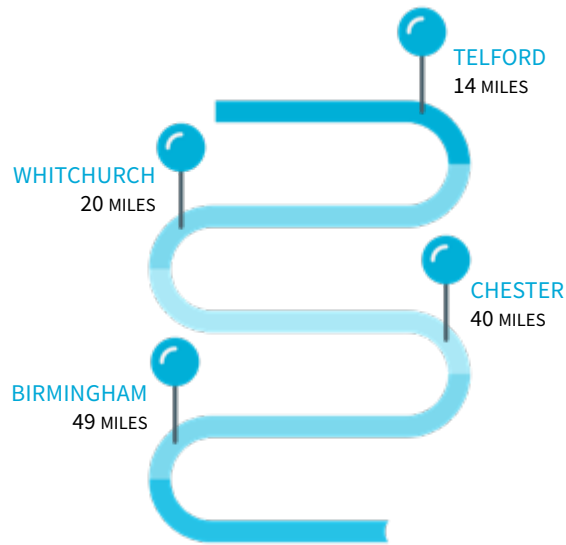 TELFORD
14 MILES
WHITCHURCH
20 MILES
CHESTER
40 MILES
BIRMINGHAM
49 MILES